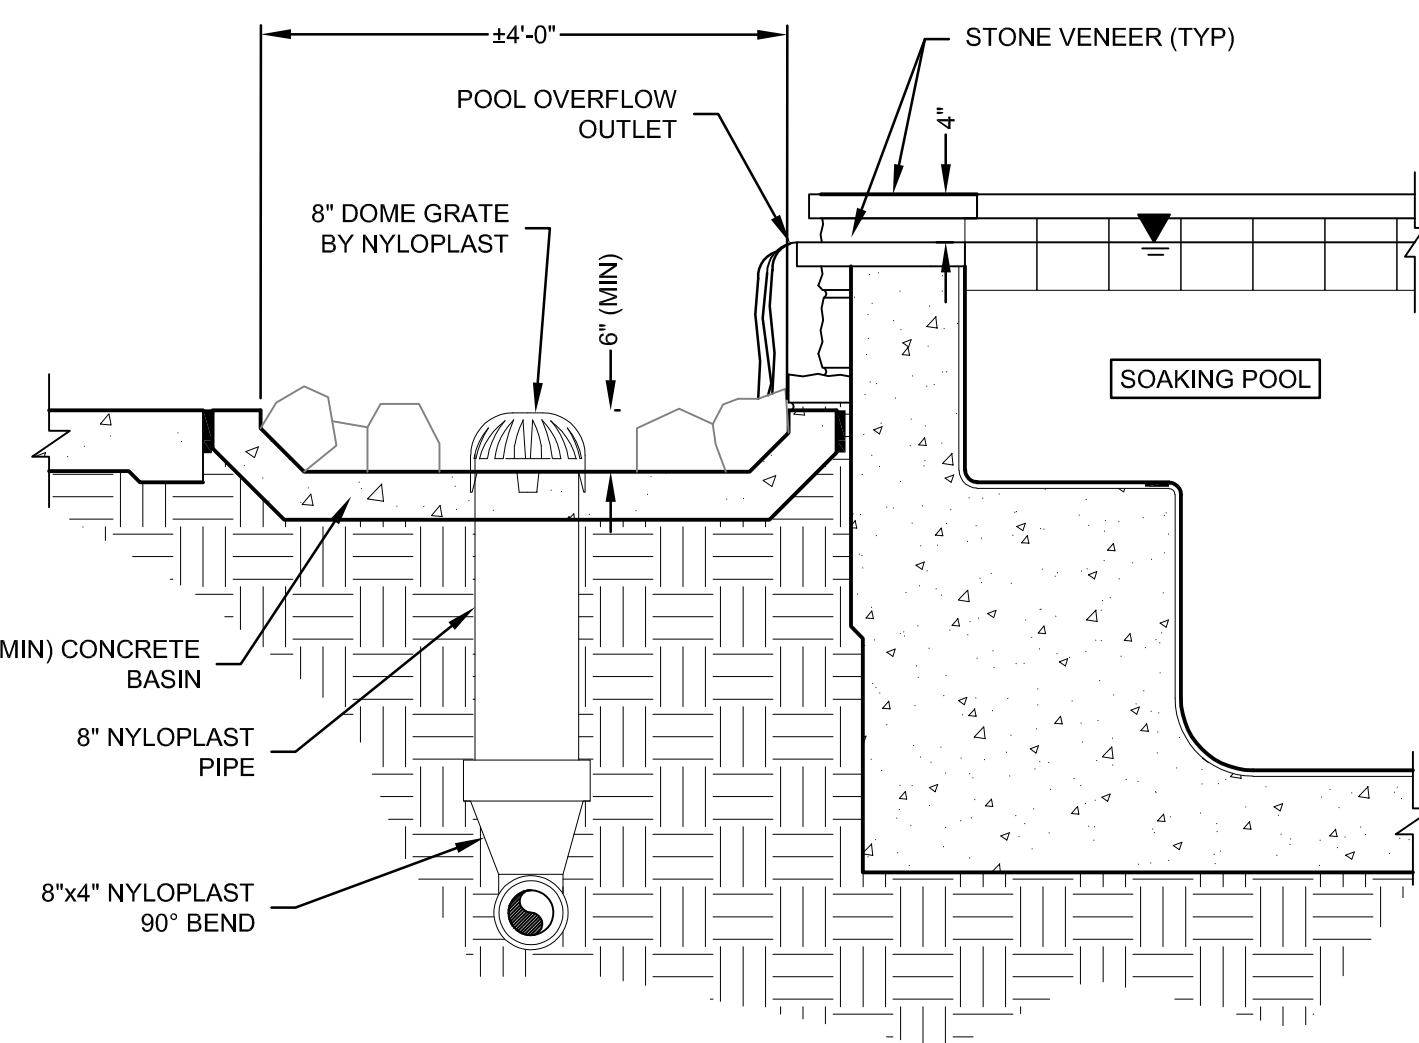 ±4'-0"
STONE VENEER (TYP)
POOL OVERFLOW
OUTLET
4"
8" DOME GRATE
BY NYLOPLAST
6" (MIN)
SOAKING POOL
MIN) CONCRETE
BASIN
8" NYLOPLAST
PIPE
8"x4" NYLOPLAST
90° BEND